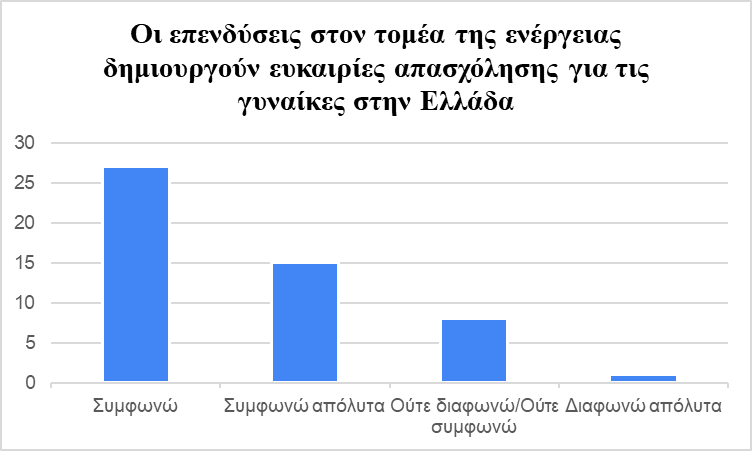 Οι επενδύσεις στον τομέα της ενέργειας
δημιουργούν ευκαιρίες απασχόλησης για τις
γυναίκες στην Ελλάδα
30
25
20
15
10
5
0
Συμφωνώ
Συμφωνώ απόλυτα
Ούτε διαφωνώ/Ούτε
συμφωνώ
Διαφωνώ απόλυτα